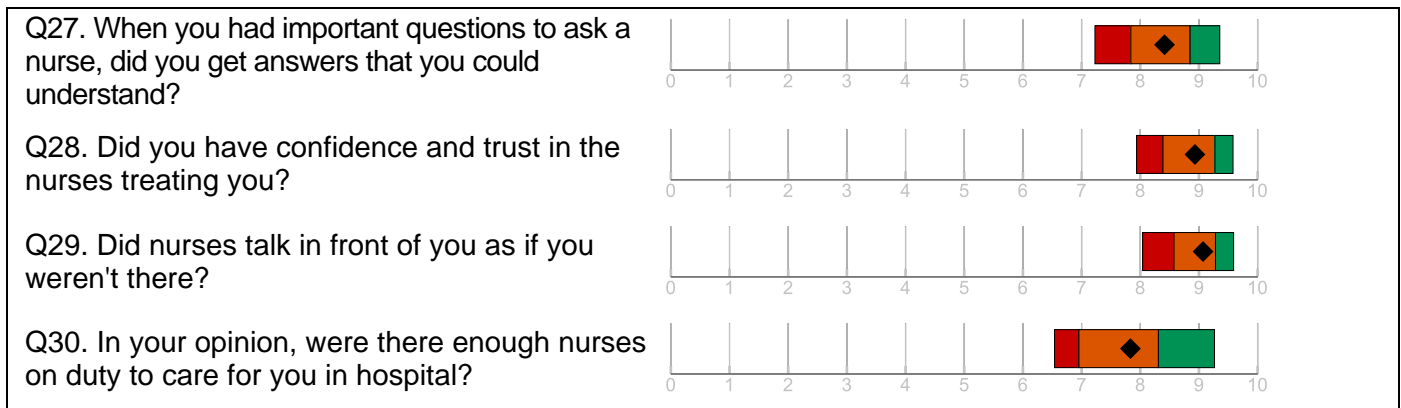 Q27. When you had important questions to ask a
nurse, did you get answers that you could
understand?
0 1 2 3 4 5 6 7 8 9 10
Q28. Did you have confidence and trust in the
nurses treating you?
0 1 2 3 4 5 6 7 8 9 10
Q29. Did nurses talk in front of you as if you
weren't there?
0 1 2 3 4 5 6 7 8 9 10
Q30. In your opinion, were there enough nurses
on duty to care for you in hospital?
0 1 2 3 4 5 6 7 8 9 10